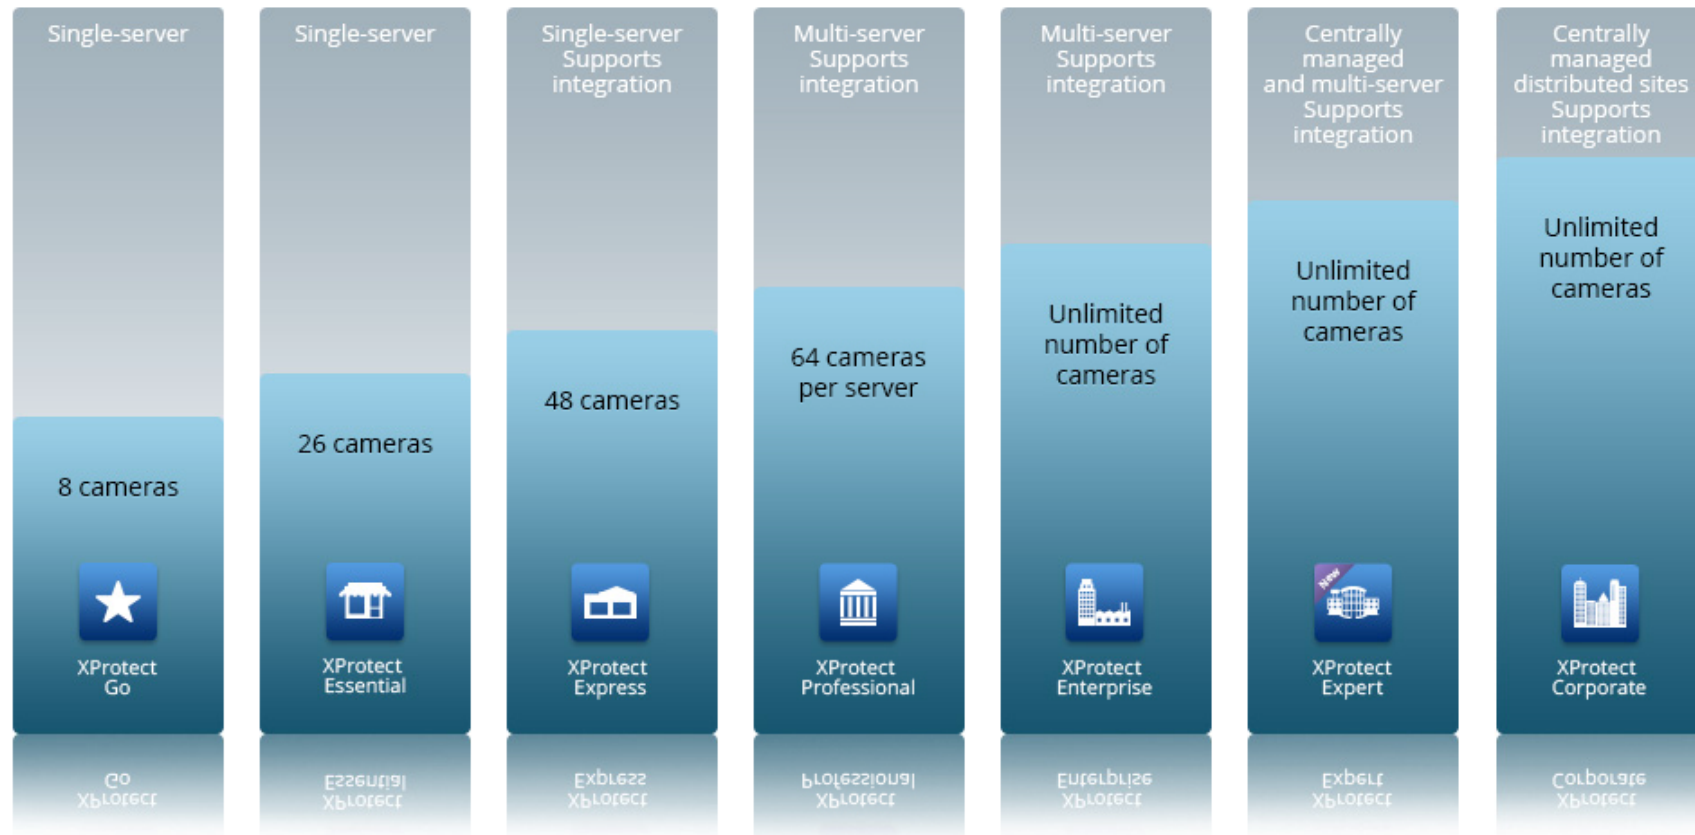 Single-server
Single-server
Single-server
Supports
integration
Multi-server
Supports
integration
Multi-server
Supports
integration
Centrally
managed
and multi-server
Supports
integration
Centrally
managed
distributed sites
Supports
integration
8 cameras
26 cameras
48 cameras
64 cameras
per server
Unlimited
number of
cameras
Unlimited
number of
cameras
Unlimited
number of
cameras
New
XProtect
Go
XProtect
Essential
XProtect
Express
XProtect
Professional
XProtect
Enterprise
XProtect
Expert
XProtect
Corporate